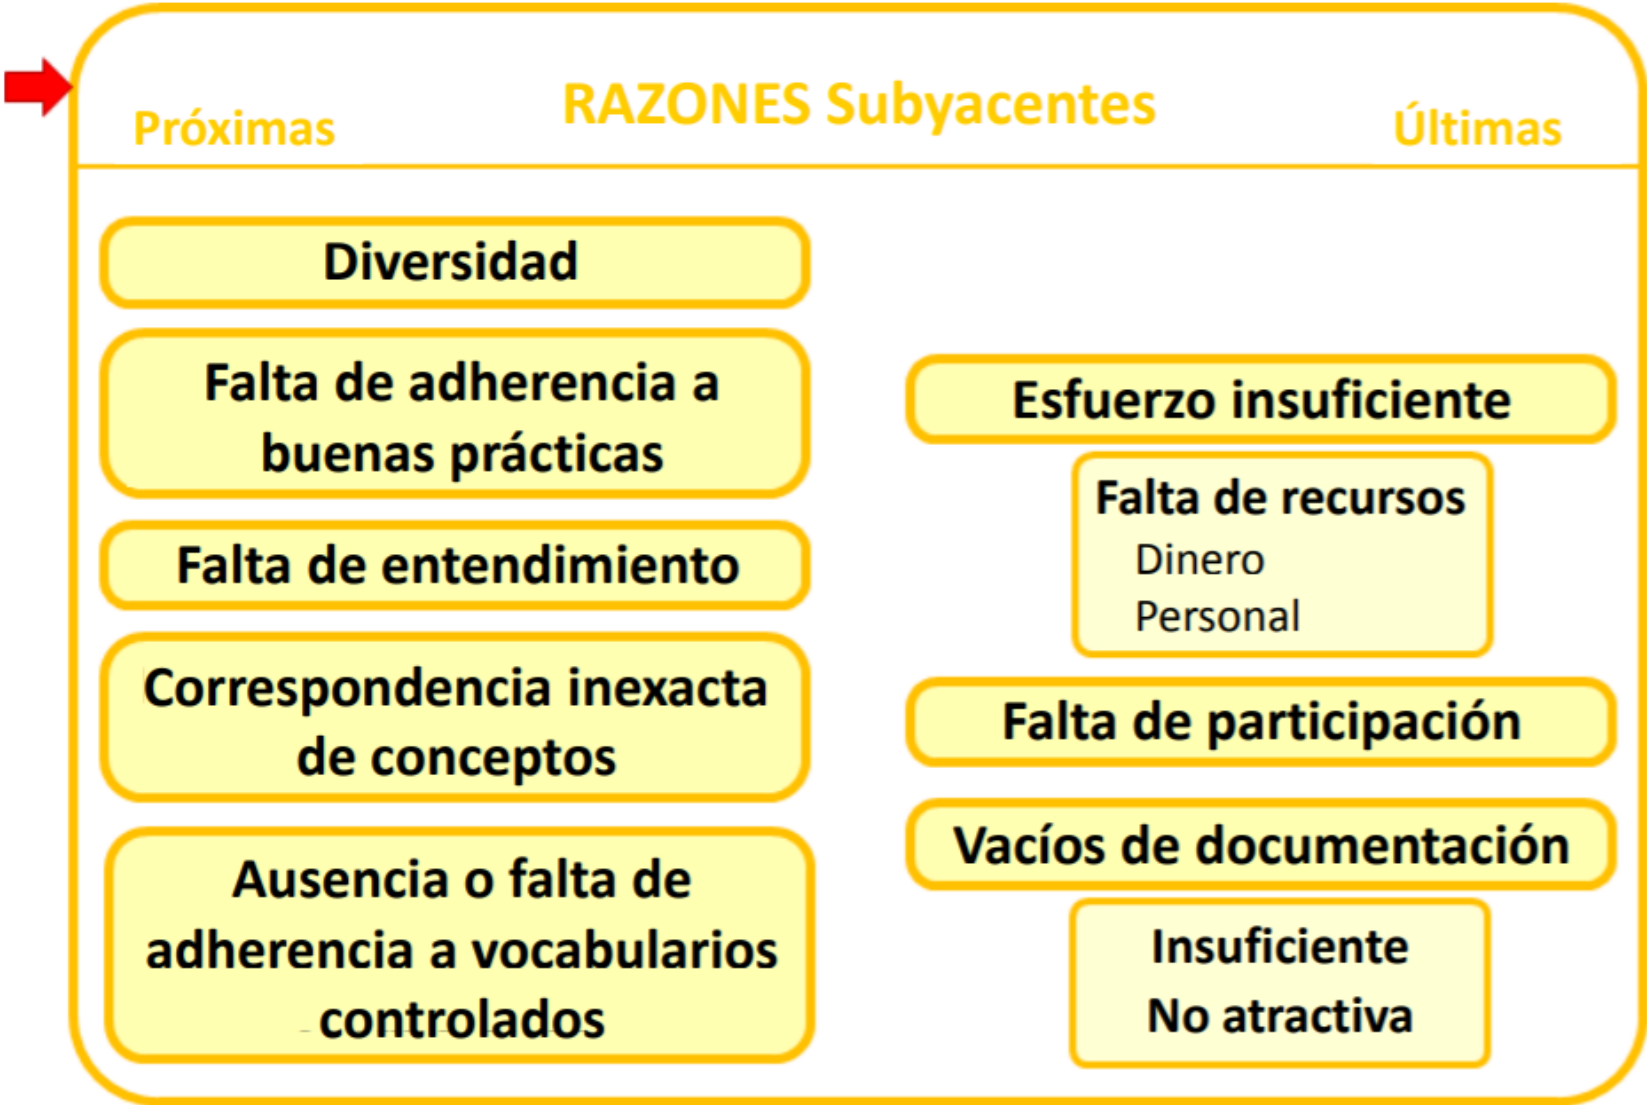 RAZONES Subyacentes
Próximas
Últimas
Diversidad
Falta de adherencia a
buenas prácticas
Falta de entendimiento
Correspondencia inexacta
de conceptos
Ausencia o falta de
adherencia a vocabularios
controlados
Esfuerzo insuficiente
Falta de recursos
Dinero
Personal
Falta de participación
Vacíos de documentación
Insuficiente
No atractiva